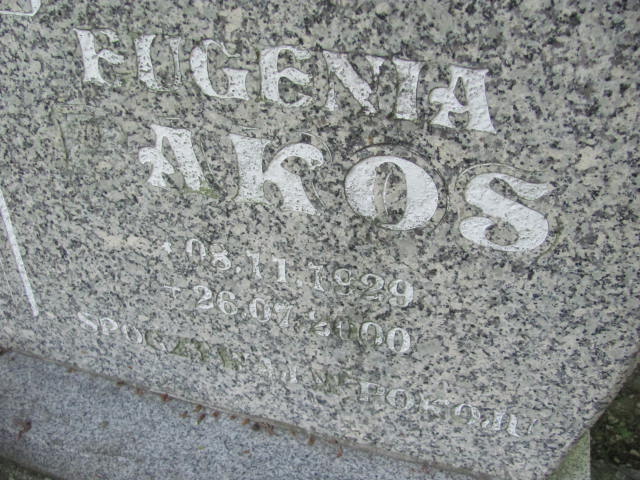 EUGENIA
AKOS
* 08.11.1929
+ 26.07.2000
SPOCZYWAJ W POKOJU